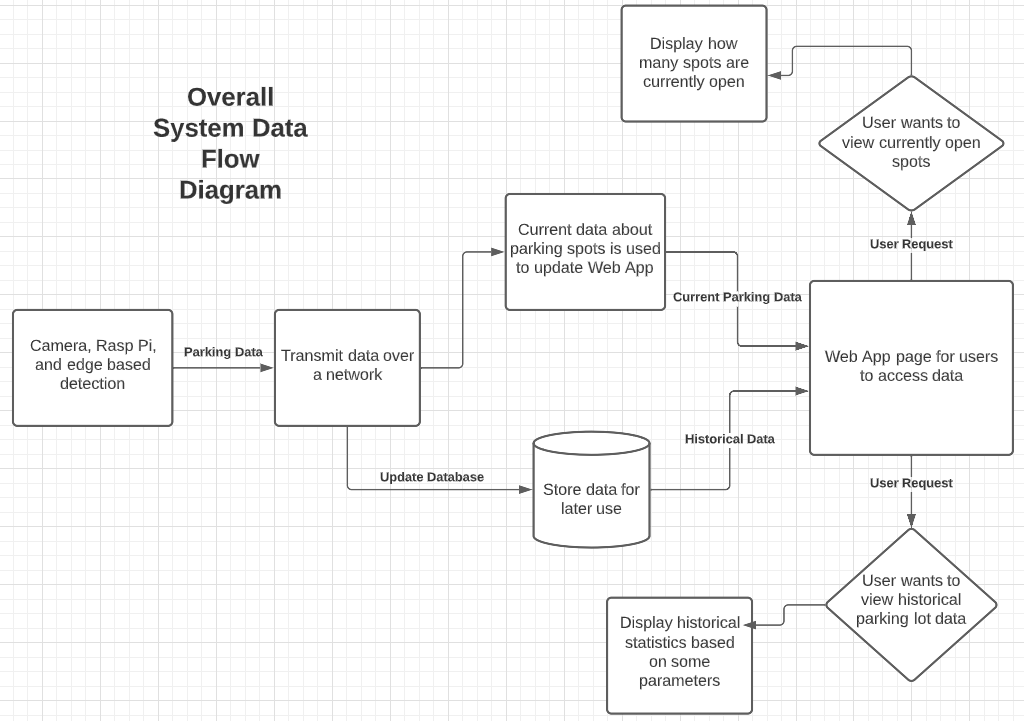 Overall
System Data
Flow
Diagram
Display how
many spots are
currently open
User wants to
view currently open
spots
User Request
Current data about
parking spots is used
to update Web App
Current Parking Data
Camera, Rasp Pi,
and edge based
detection
Parking Data
Transmit data over
a network
Web App page for users
to access data
Historical Data
Update Database
Store data for
later use
User Request
User wants to
view historical
parking lot data
Display historical
statistics based
on some
parameters